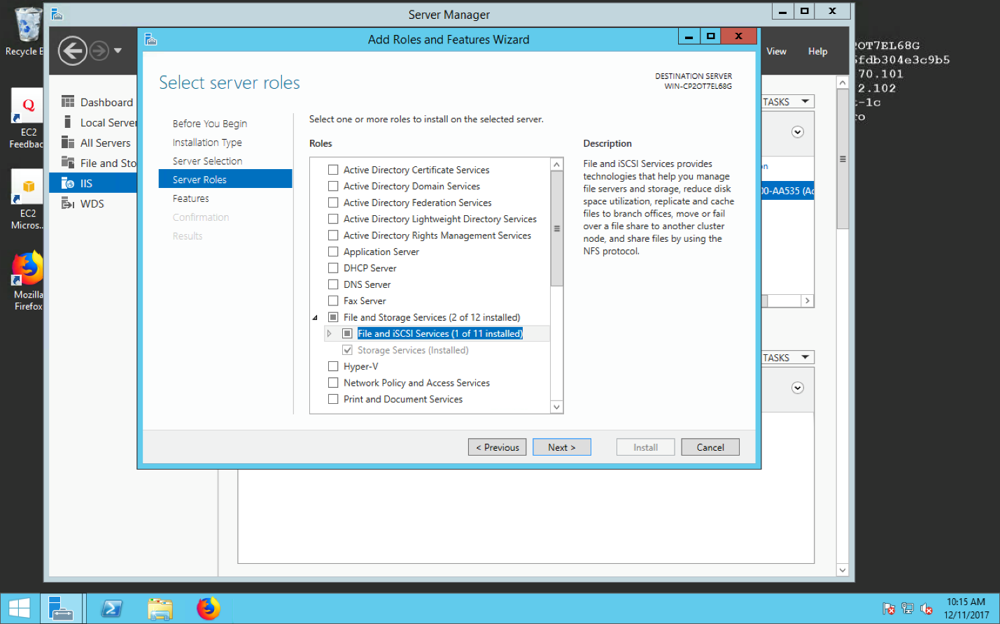 Recycle B
EC2
Feedbac
EC2
Micros...
Mozilla
Firefox
Server Manager
View
Help
Dashboard
Local Server
All Servers
File and Sto
IIS
WDS
TASKS
00-AA535 (Ac
TASKS
OT7EL68G
fdb304e3c9b5
70.101
2.102
t-1c
ro
Add Roles and Features Wizard
Select server roles
DESTINATION SERVER
WIN-CP2OT7EL68G
Before You Begin
Installation Type
Server Selection
Server Roles
Features
Confirmation
Results
Select one or more roles to install on the selected server.
Roles
Active Directory Certificate Services
Active Directory Domain Services
Active Directory Federation Services
Active Directory Lightweight Directory Services
Active Directory Rights Management Services
Application Server
DHCP Server
DNS Server
Fax Server
File and Storage Services (2 of 12 installed)
File and iSCSI Services (1 of 11 installed)
Storage Services (Installed)
Hyper-V
Network Policy and Access Services
Print and Document Services
Description
File and iSCSI Services provides
technologies that help you manage
file servers and storage, reduce disk
space utilization, replicate and cache
files to branch offices, move or fail
over a file share to another cluster
node, and share files by using the
NFS protocol.
< Previous
Next >
Install
Cancel
10:15 AM
12/11/2017